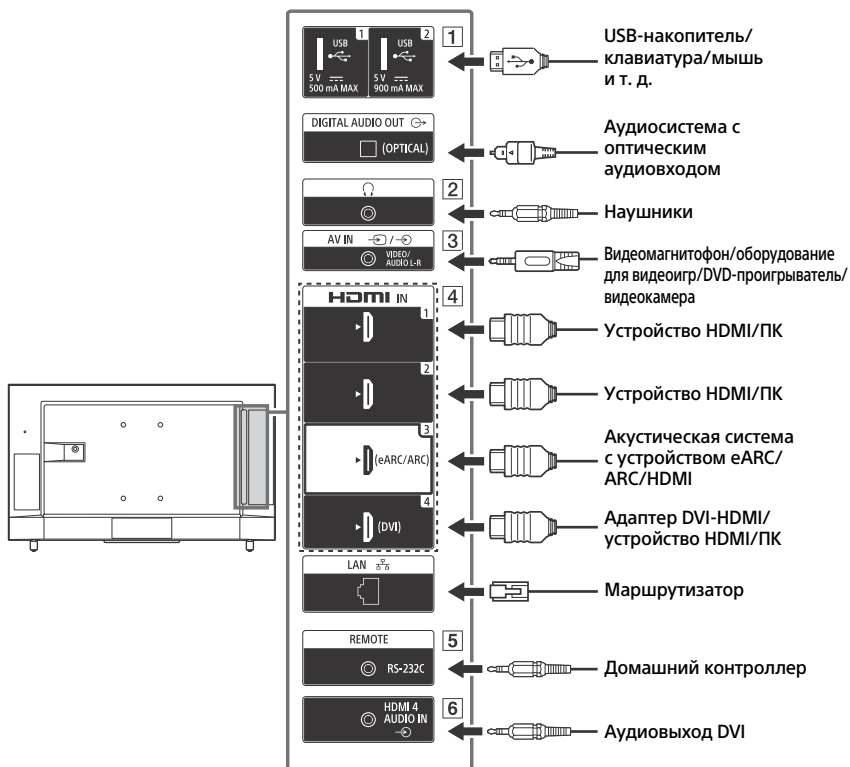 1
USB
5 V
500 mA MAX
2
USB
5 V
900 mA MAX
1
USB-накопитель/
клавиатура/мышь
и т. д.
DIGITAL AUDIO OUT
(OPTICAL)
Аудиосистема с
оптическим
аудиовходом
2
Наушники
AV IN
/
VIDEO/
AUDIO L-R
3
Видеомагнитофон/оборудование
для видеоигр/DVD-проигрыватель/
видеокамера
HDMI IN
4
1
Устройство HDMI/ПК
2
Устройство HDMI/ПК
3
(eARC/ARC)
Акустическая система
с устройством eARC/
ARC/HDMI
4
(DVI)
Адаптер DVI-HDMI/
устройство HDMI/ПК
LAN
Маршрутизатор
REMOTE
RS-232C
5
Домашний контроллер
HDMI 4
AUDIO IN
6
Аудиовыход DVI